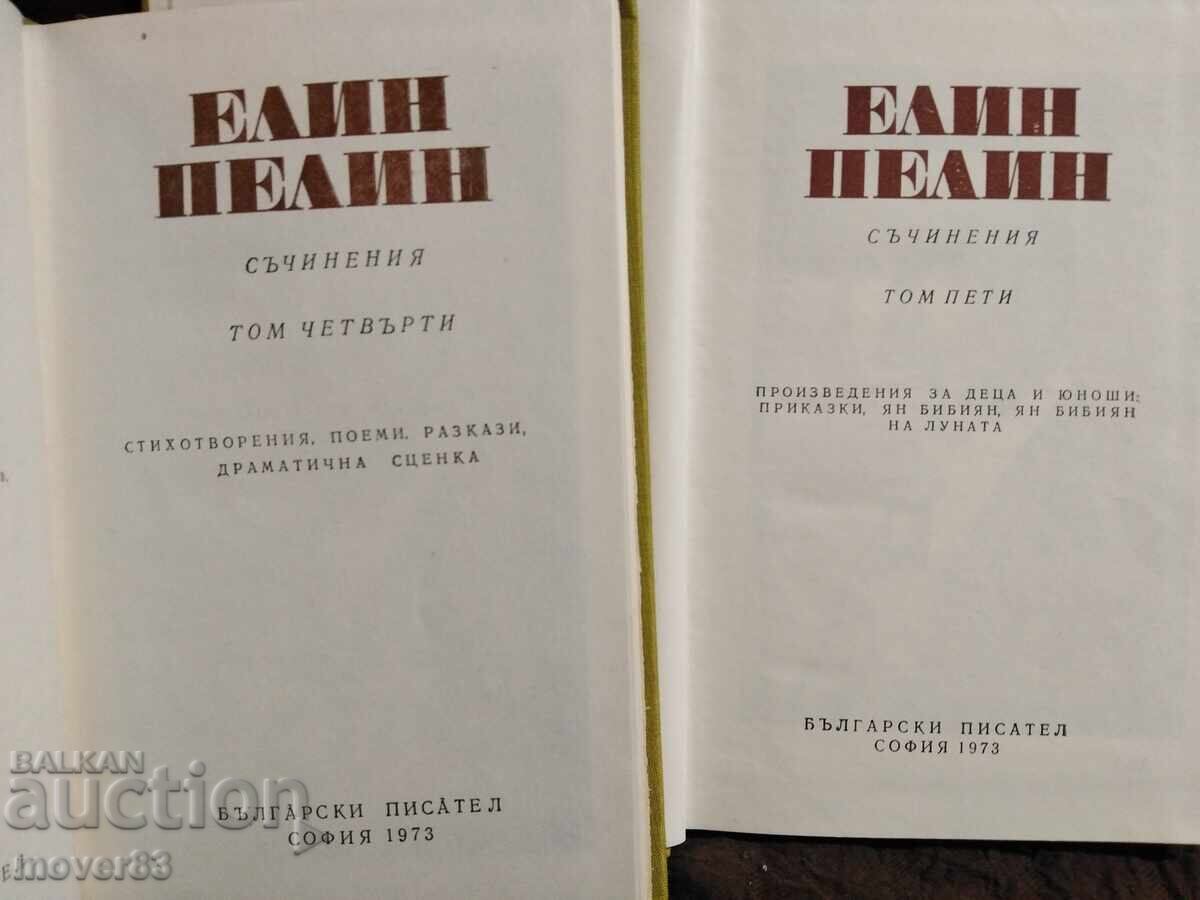 ЕЛИН
ПЕЛИН
СЪЧИНЕНИЯ
ТОМ ЧЕТВЪРТИ
СТИХОТВОРЕНИЯ, ПОЕМИ, РАЗКАЗИ,
ДРАМАТИЧНА СЦЕНКА
БЪЛГАРСКИ ПИСАТЕЛ
СОФИЯ 1973
ЕЛИН
ПЕЛИН
СЪЧИНЕНИЯ
ТОМ ПЕТИ
ПРОИЗВЕДЕНИЯ ЗА ДЕЦА И ЮНОШИ:
ПРИКАЗКИ, ЯН БИБИЯН, ЯН БИБИЯН
НА ЛУНАТА
БЪЛГАРСКИ ПИСАТЕЛ
СОФИЯ 1973
BALKAN
auction
mover83